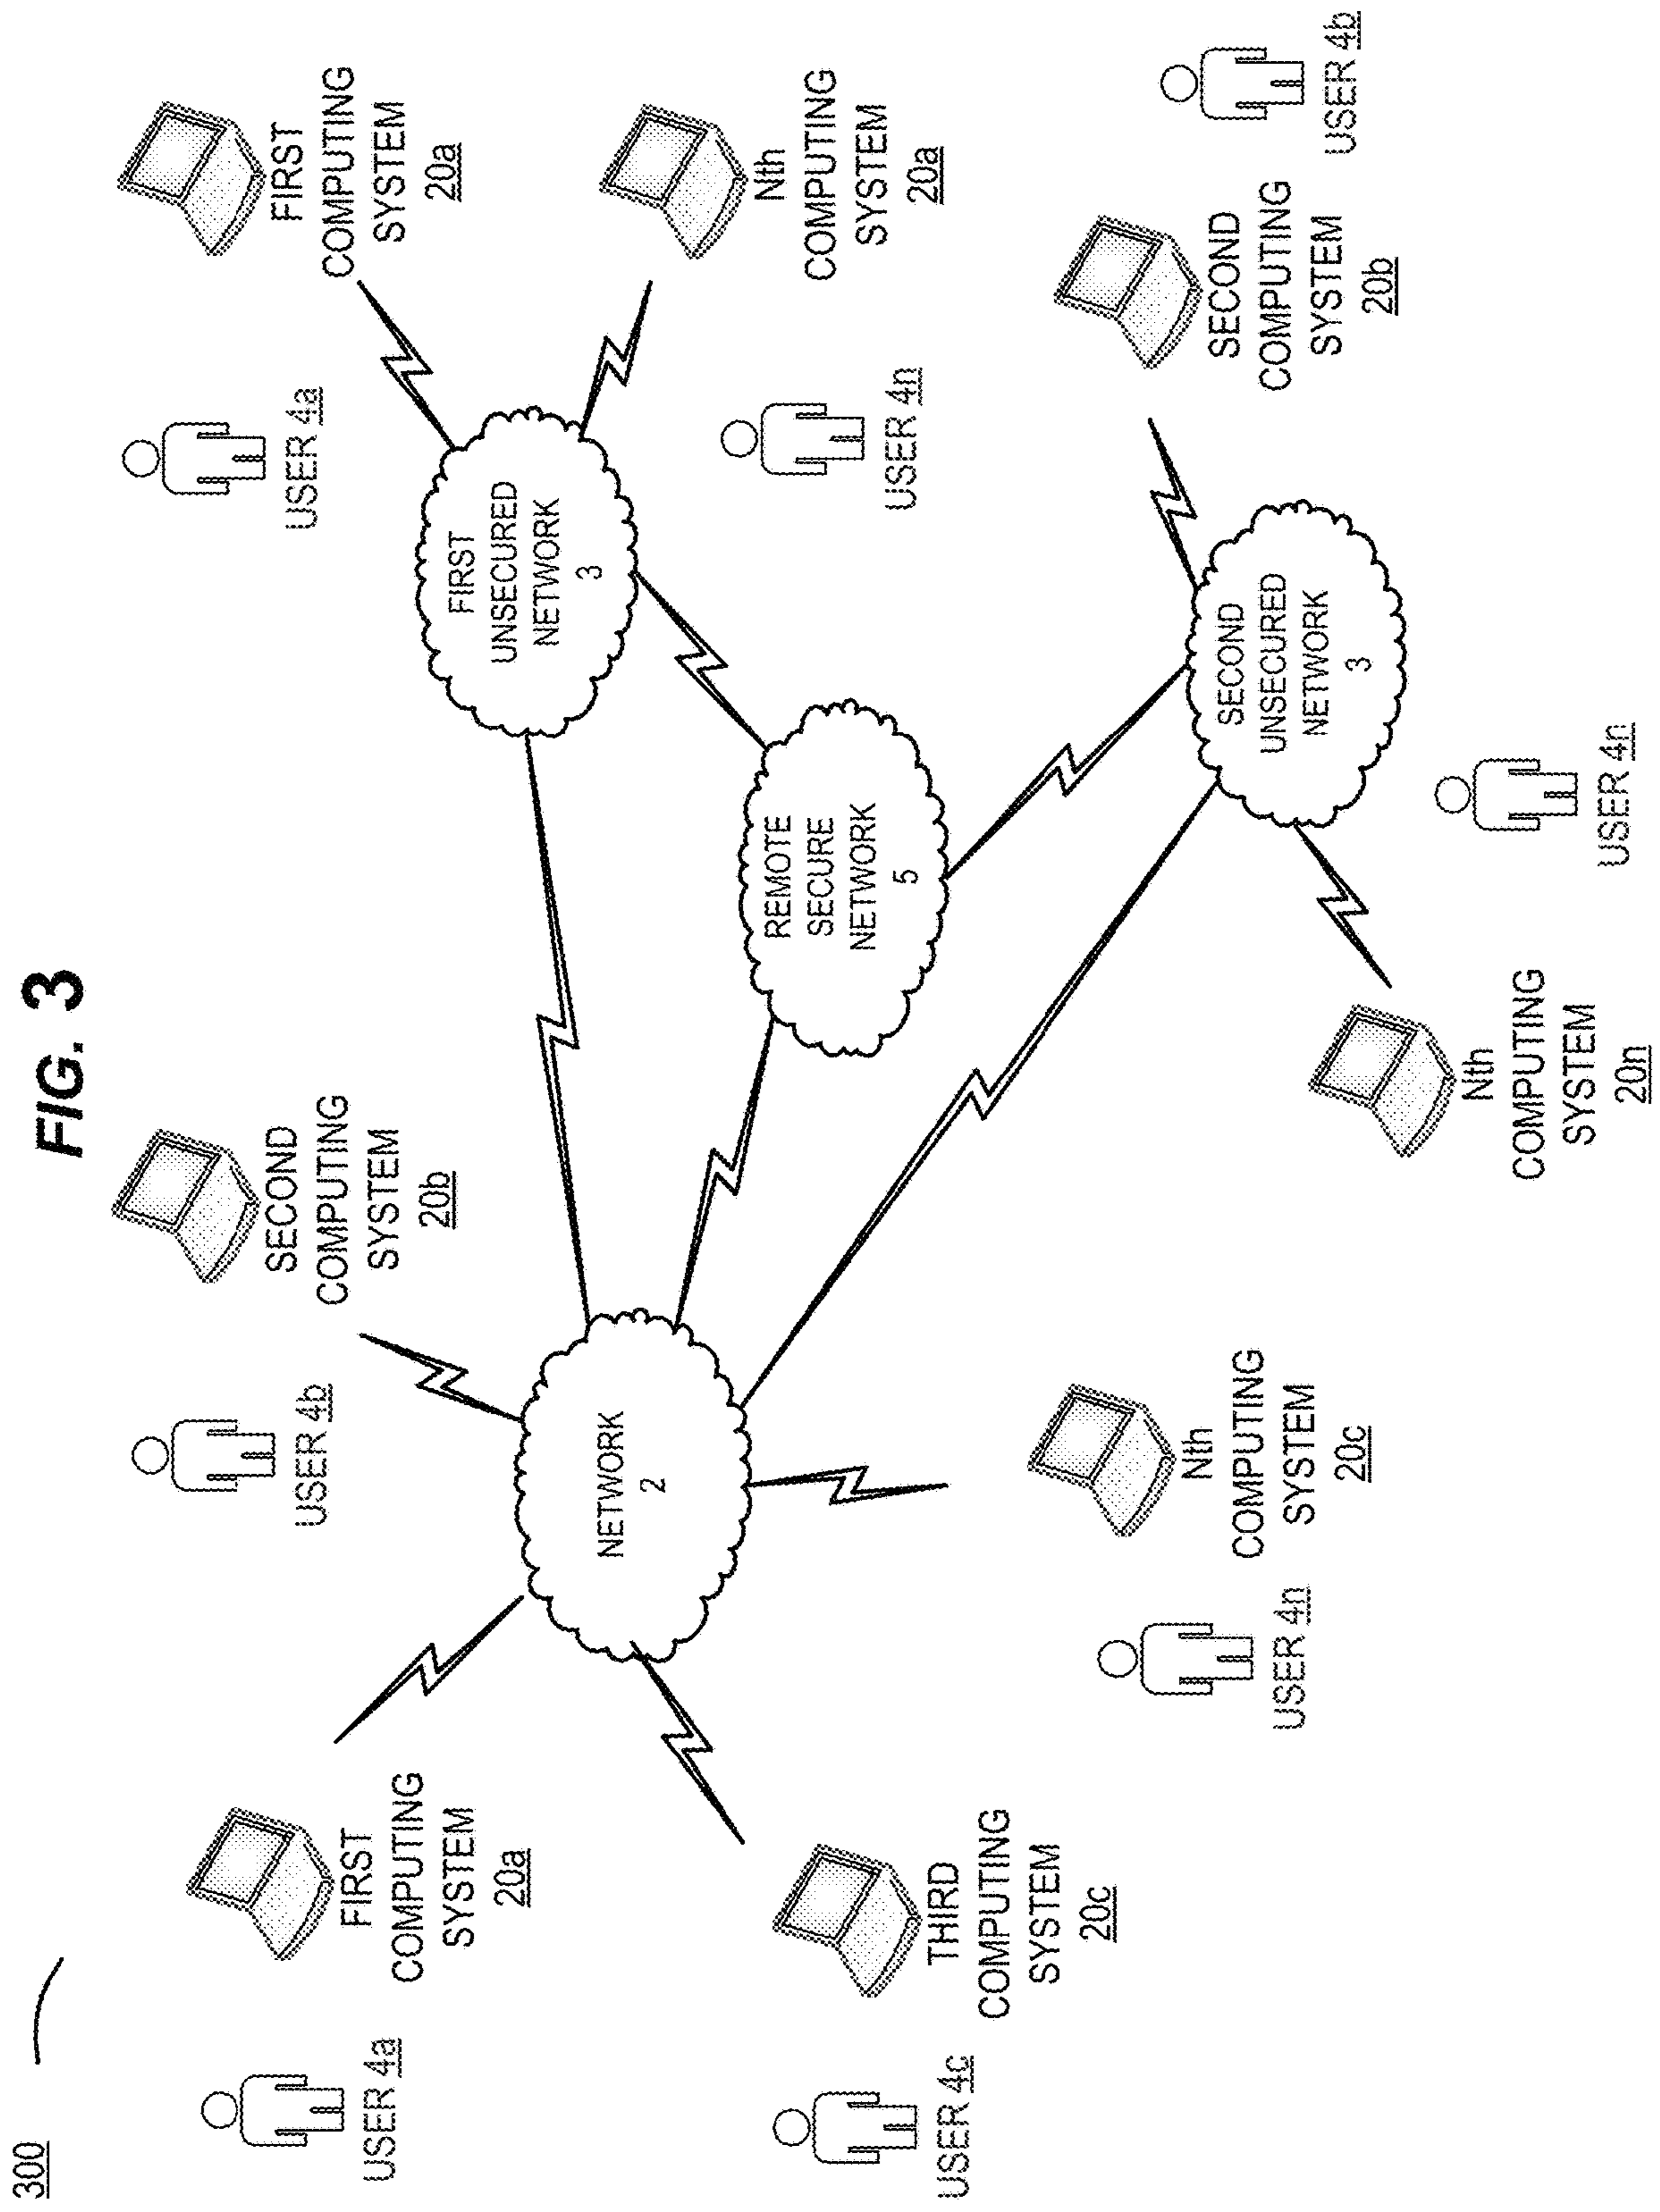 300
FIG. 3
USER 4a
FIRST
COMPUTING
SYSTEM
20a
USER 4b
SECOND
COMPUTING
SYSTEM
20b
USER 4a
FIRST
COMPUTING
SYSTEM
20a
NETWORK
2
FIRST
UNSECURED
NETWORK
3
Nth
COMPUTING
SYSTEM
20a
USER 4n
REMOTE
SECURE
NETWORK
5
USER 4c
THIRD
COMPUTING
SYSTEM
20c
USER 4n
Nth
COMPUTING
SYSTEM
20c
SECOND
UNSECURED
NETWORK
3
SECOND
COMPUTING
SYSTEM
20b
USER 4b
Nth
COMPUTING
SYSTEM
20n
USER 4n